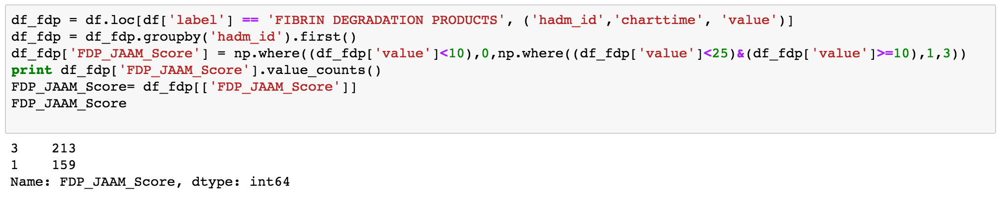 df_fdp = df.loc[df['label'] == 'FIBRIN DEGRADATION PRODUCTS', ('hadm_id','charttime', 'value')]
df_fdp = df_fdp.groupby('hadm_id').first()
df_fdp['FDP_JAAM_Score'] = np.where((df_fdp['value']<10),0,np.where((df_fdp['value']<25)&(df_fdp['value']>=10),1,3))
print df_fdp['FDP_JAAM_Score'].value_counts()
FDP_JAAM_Score= df_fdp[['FDP_JAAM_Score']]
FDP_JAAM_Score
3    213
1    159
Name: FDP_JAAM_Score, dtype: int64